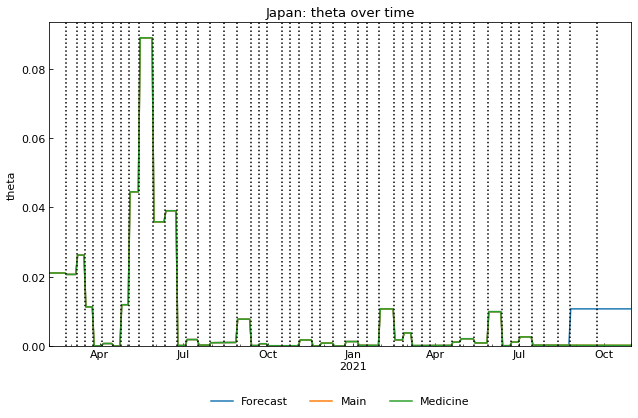 Japan: theta over time
0.08
0.06
theta
0.04
0.02
0.00
Apr Jul Oct Jan Apr Jul Oct
2021
Forecast Main Medicine